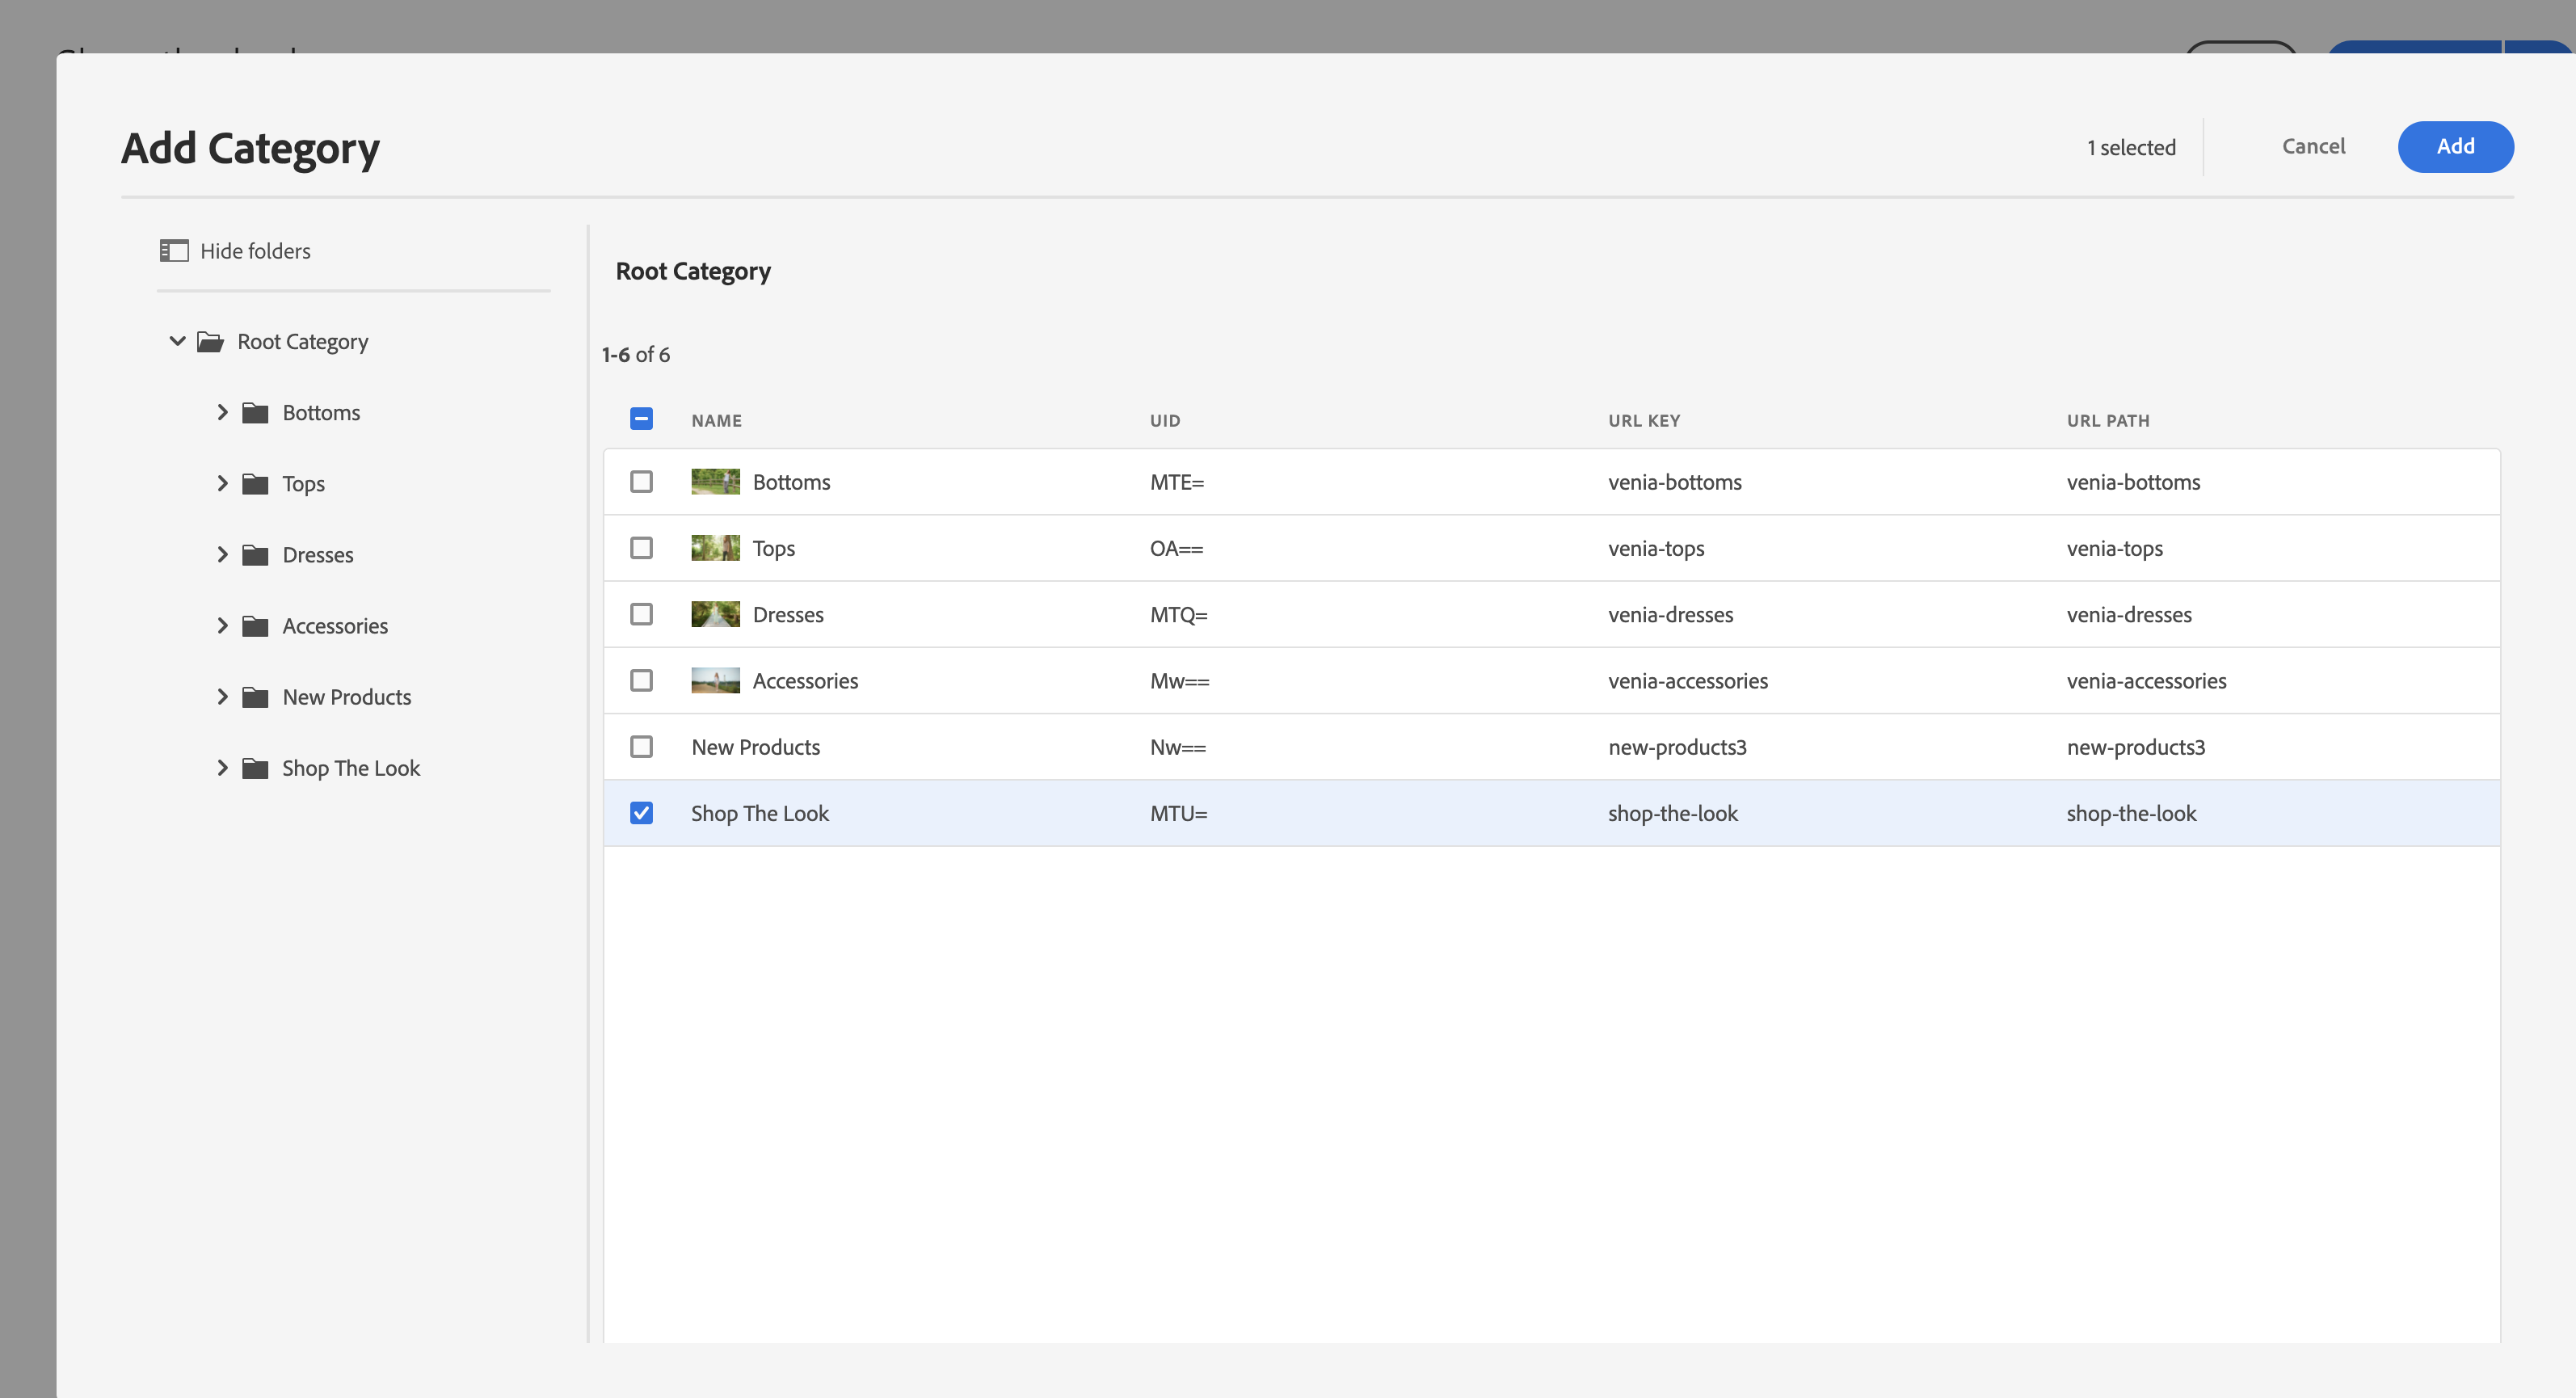 Add Category
1 selected
Cancel
Add
Hide folders
Root Category
Bottoms
Tops
Dresses
Accessories
New Products
Shop The Look
Root Category
1-6 of 6
NAME UID URL KEY URL PATH
Bottoms MTE= venia-bottoms venia-bottoms
Tops OA== venia-tops venia-tops
Dresses MTQ= venia-dresses venia-dresses
Accessories Mw== venia-accessories venia-accessories
New Products Nw== new-products3 new-products3
Shop The Look MTU= shop-the-look shop-the-look